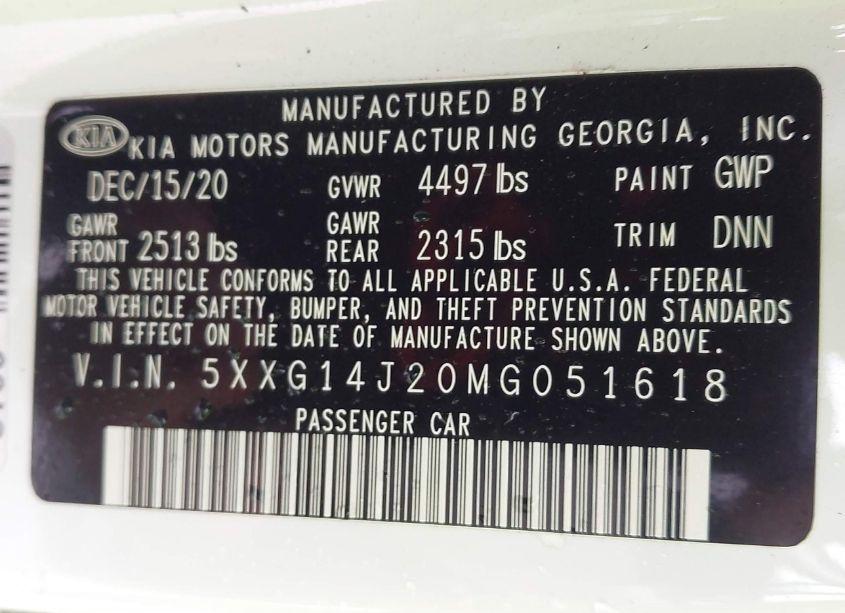 MANUFACTURED BY
KIA KIA MOTORS MANUFACTURING GEORGIA, INC.
DEC/15/20 GVWR 4497 lbs PAINT GWP
GAWR FRONT 2513 lbs GAWR REAR 2315 lbs TRIM DNN
THIS VEHICLE CONFORMS TO ALL APPLICABLE U.S.A. FEDERAL
MOTOR VEHICLE SAFETY, BUMPER, AND THEFT PREVENTION STANDARDS
IN EFFECT ON THE DATE OF MANUFACTURE SHOWN ABOVE.
V.I.N. 5XXG14J20MG051618
PASSENGER CAR